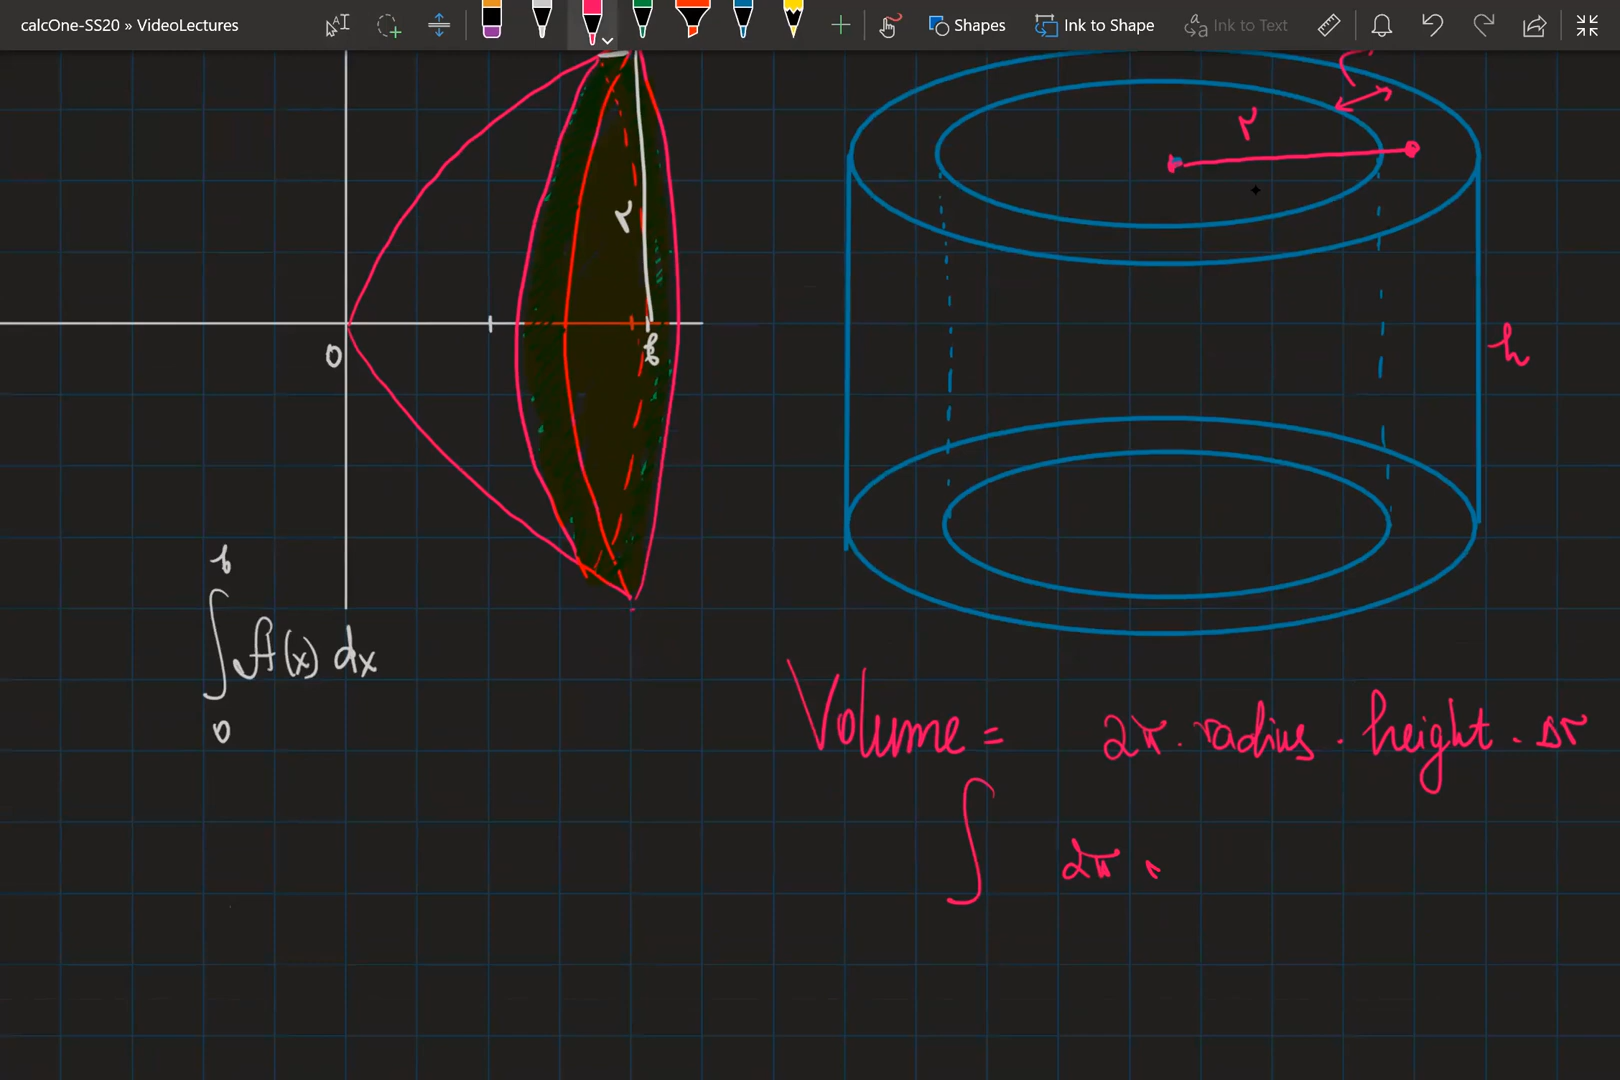 calcOne-SS20 » VideoLectures
Shapes
Ink to Shape
Ink to Text
r
r
h
0
b
b
∫ A(x) dx
0
Volume = 2π · radius · height · Δr
∫ 2π